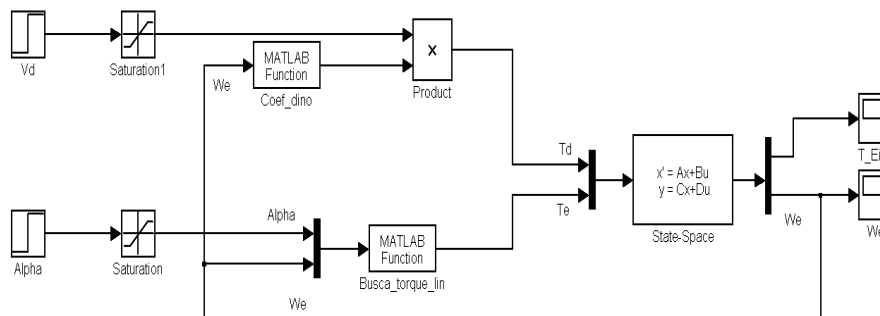 Vd
Saturation1
We
MATLAB
Function
Coef_dino
×
Product
Td
Te
x' = Ax+Bu
y = Cx+Du
State-Space
T_Ei
We
Alpha
Saturation
Alpha
We
MATLAB
Function
Busca_torque_lin